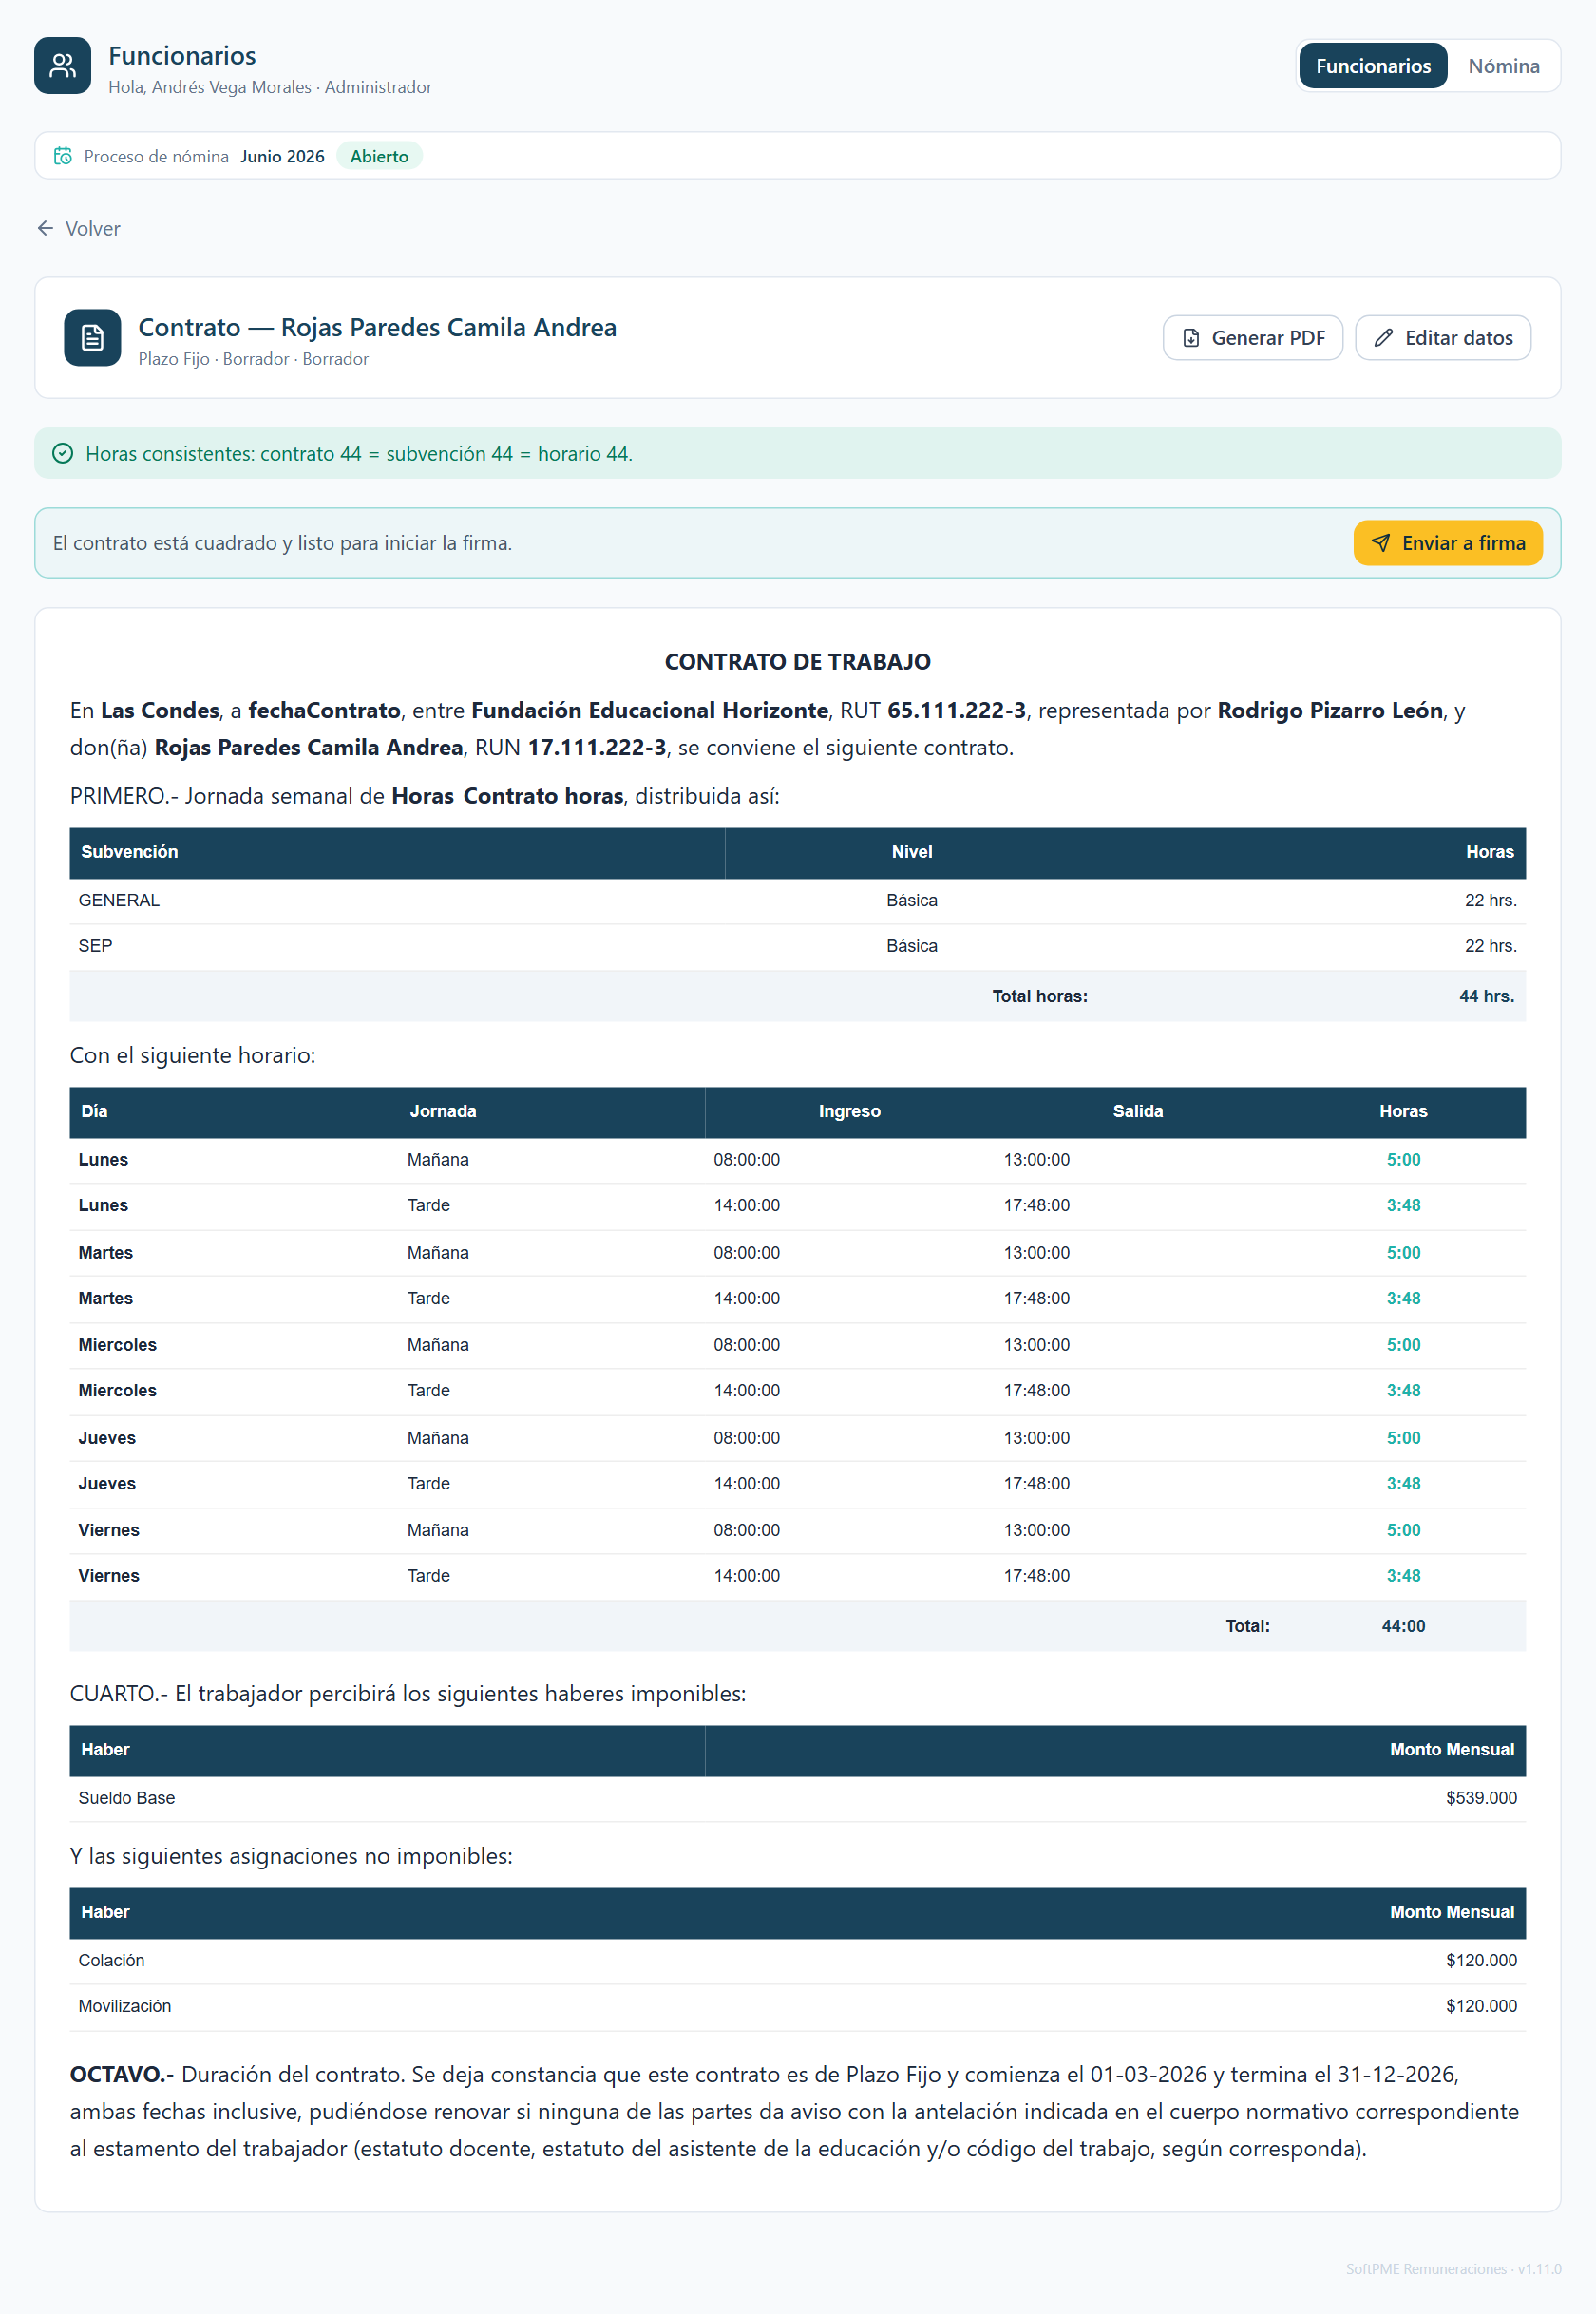 Funcionarios
Hola, Andrés Vega Morales · Administrador
Funcionarios
Nómina
Proceso de nómina Junio 2026 Abierto
Volver
Contrato — Rojas Paredes Camila Andrea
Plazo Fijo · Borrador · Borrador
Generar PDF
Editar datos
Horas consistentes: contrato 44 = subvención 44 = horario 44.
El contrato está cuadrado y listo para iniciar la firma.
Enviar a firma
CONTRATO DE TRABAJO
En Las Condes, a fechaContrato, entre Fundación Educacional Horizonte, RUT 65.111.222-3, representada por Rodrigo Pizarro León, y
don(ña) Rojas Paredes Camila Andrea, RUN 17.111.222-3, se conviene el siguiente contrato.
PRIMERO.- Jornada semanal de Horas_Contrato horas, distribuida así:
Subvención Nivel Horas
GENERAL Básica 22 hrs.
SEP Básica 22 hrs.
Total horas: 44 hrs.
Con el siguiente horario:
Día Jornada Ingreso Salida Horas
Lunes Mañana 08:00:00 13:00:00 5:00
Lunes Tarde 14:00:00 17:48:00 3:48
Martes Mañana 08:00:00 13:00:00 5:00
Martes Tarde 14:00:00 17:48:00 3:48
Miercoles Mañana 08:00:00 13:00:00 5:00
Miercoles Tarde 14:00:00 17:48:00 3:48
Jueves Mañana 08:00:00 13:00:00 5:00
Jueves Tarde 14:00:00 17:48:00 3:48
Viernes Mañana 08:00:00 13:00:00 5:00
Viernes Tarde 14:00:00 17:48:00 3:48
Total: 44:00
CUARTO.- El trabajador percibirá los siguientes haberes imponibles:
Haber Monto Mensual
Sueldo Base $539.000
Y las siguientes asignaciones no imponibles:
Haber Monto Mensual
Colación $120.000
Movilización $120.000
OCTAVO.- Duración del contrato. Se deja constancia que este contrato es de Plazo Fijo y comienza el 01-03-2026 y termina el 31-12-2026,
ambas fechas inclusive, pudiéndose renovar si ninguna de las partes da aviso con la antelación indicada en el cuerpo normativo correspondiente
al estamento del trabajador (estatuto docente, estatuto del asistente de la educación y/o código del trabajo, según corresponda).
SoftPME Remuneraciones · v1.11.0